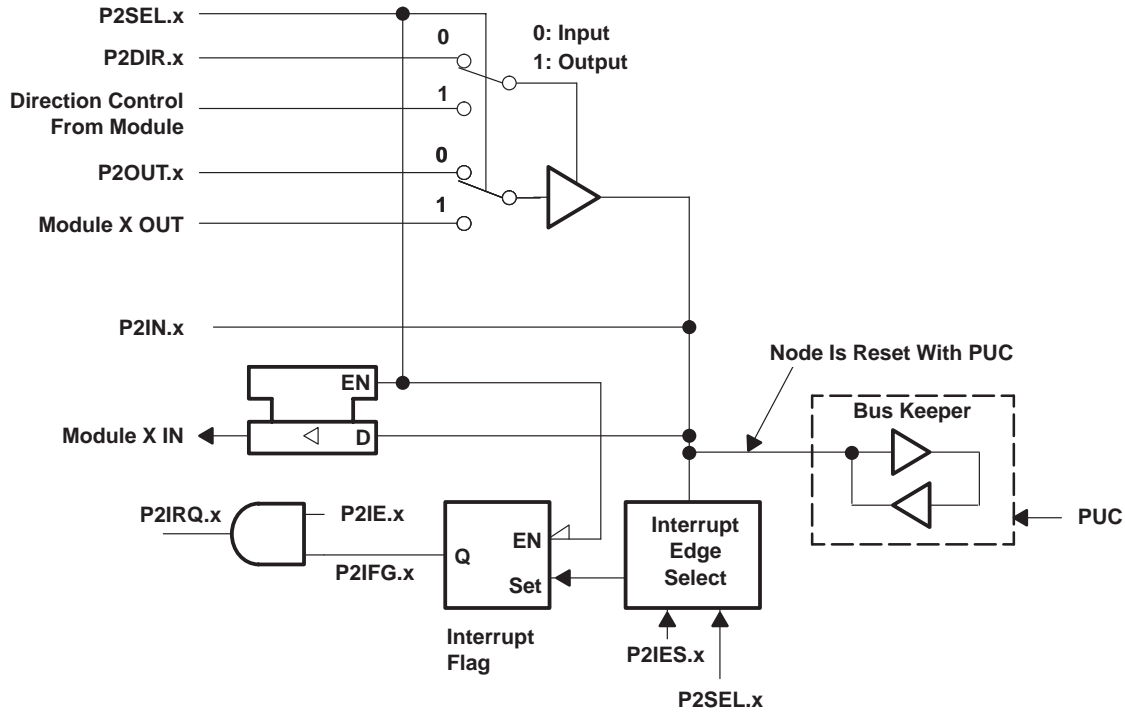 P2SEL.x
0
0: Input
1: Output
P2DIR.x
1
Direction Control
From Module
0
P2OUT.x
1
Module X OUT
P2IN.x
Node Is Reset With PUC
EN
Bus Keeper
Module X IN
D
P2IRQ.x
P2IE.x
PUC
Interrupt
Edge
Select
EN
Q
P2IFG.x
Set
Interrupt
Flag
P2IES.x
P2SEL.x